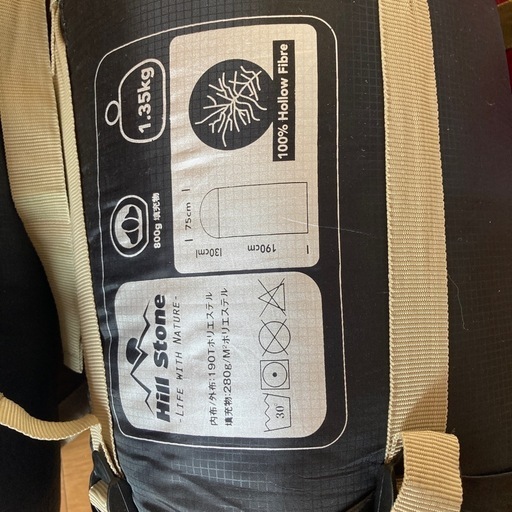 Hill Stone
-LIFE WITH NATURE-
内布/外布:190Tポリエステル
填充物:280g/M²ポリエステル
30
800g 填充物
1.35kg
75cm
190cm
30cm
100% Hollow Fibre